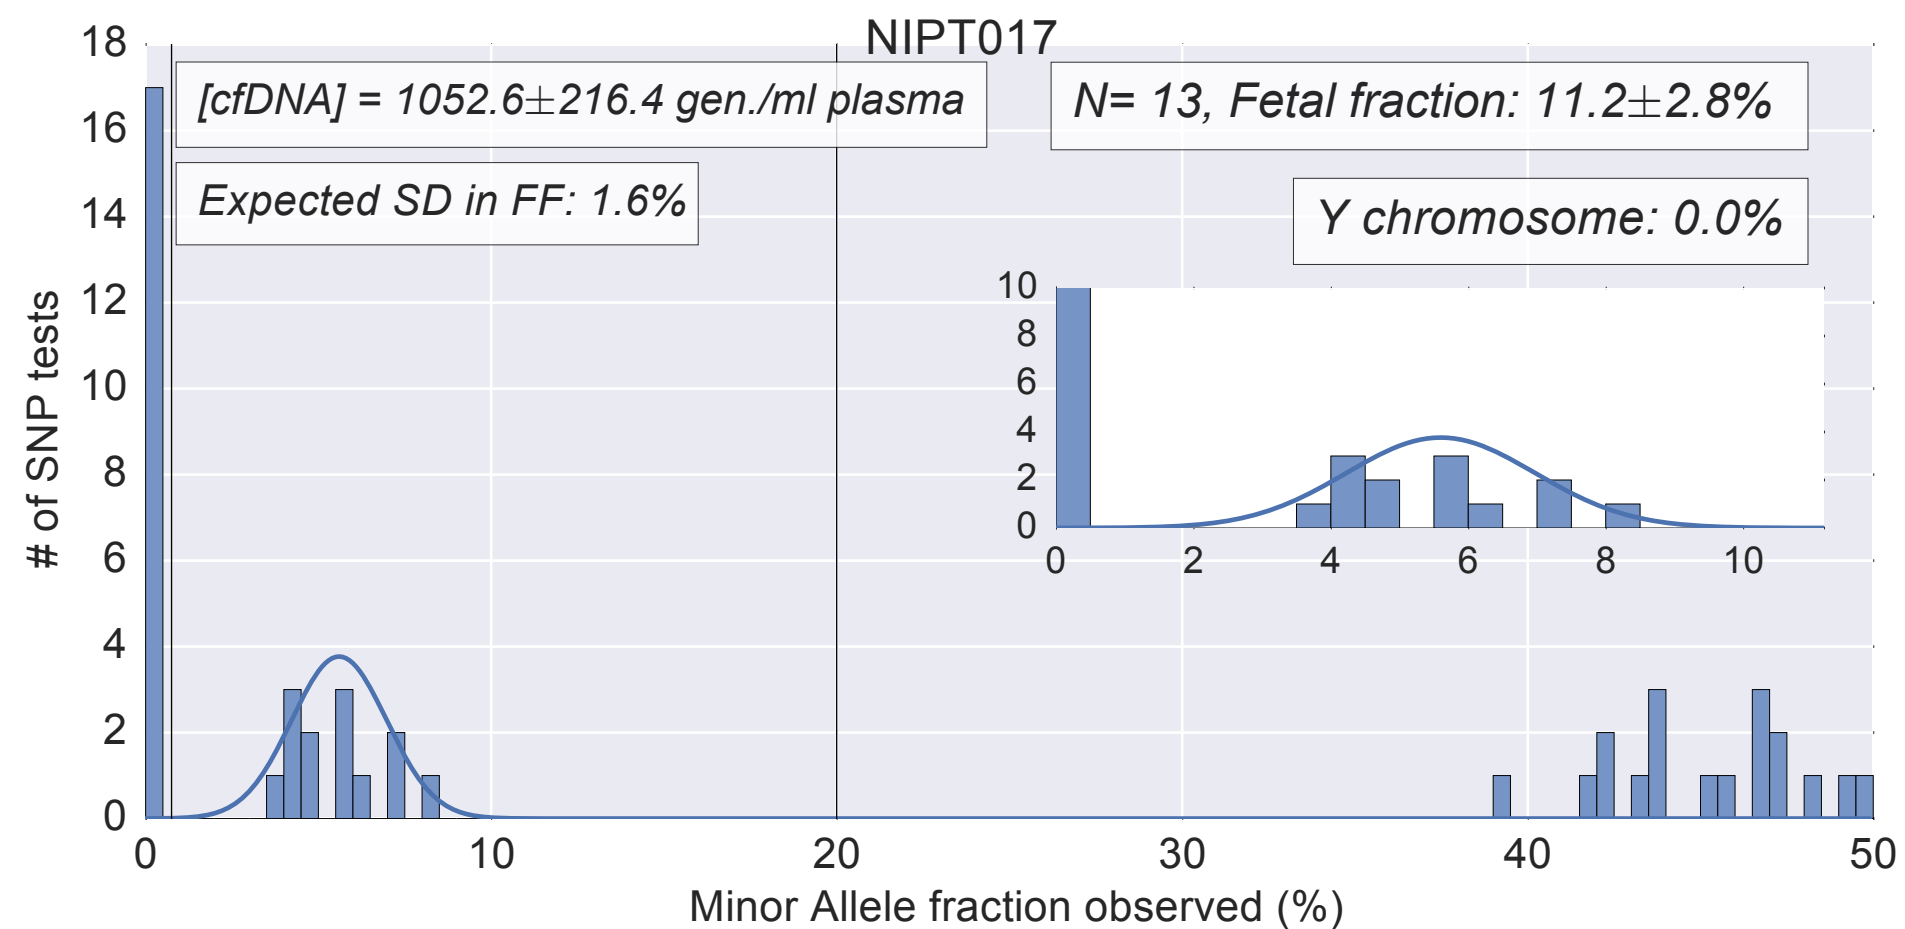 NIPT017
[cfDNA] = 1052.6±216.4 gen./ml plasma
N= 13, Fetal fraction: 11.2±2.8%
Expected SD in FF: 1.6%
Y chromosome: 0.0%
# of SNP tests
18
16
14
12
10
8
6
4
2
0
10
8
6
4
2
0
0 2 4 6 8 10
0 10 20 30 40 50
Minor Allele fraction observed (%)